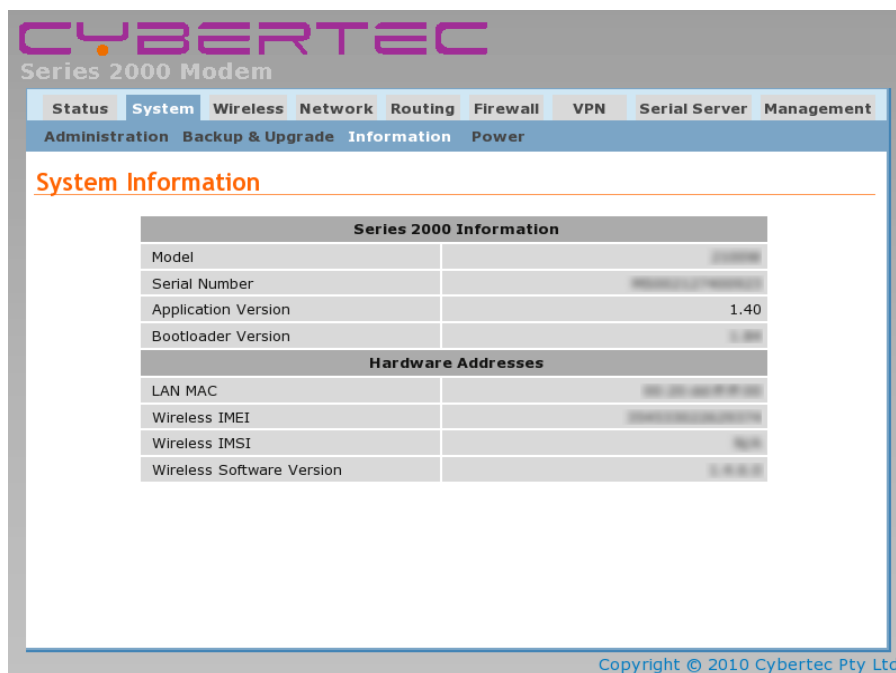 CYBERTEC
Series 2000 Modem
Status System Wireless Network Routing Firewall VPN Serial Server Management
Administration Backup & Upgrade Information Power
System Information
Series 2000 Information
Model
Serial Number
Application Version 1.40
Bootloader Version
Hardware Addresses
LAN MAC
Wireless IMEI
Wireless IMSI
Wireless Software Version
Copyright © 2010 Cybertec Pty Ltd